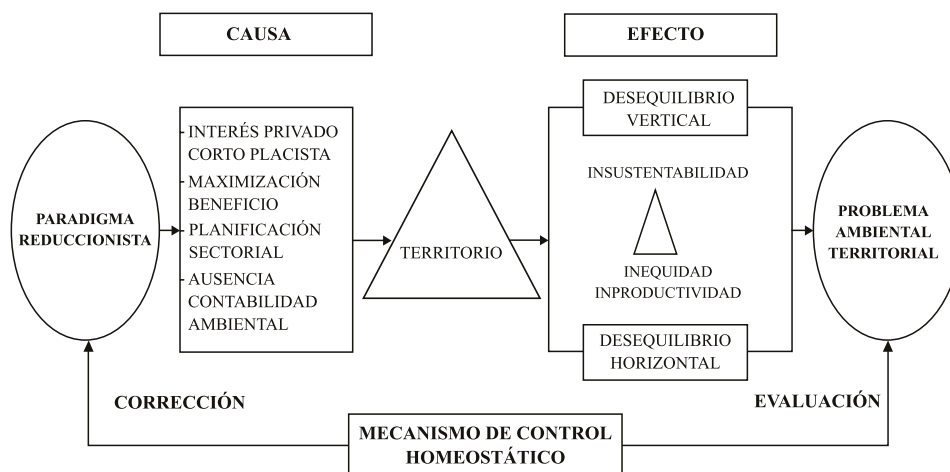 CAUSA
EFECTO
PARADIGMA
REDUCCIONISTA
- INTERÉS PRIVADO
CORTO PLACISTA
- MAXIMIZACIÓN
BENEFICIO
- PLANIFICACIÓN
SECTORIAL
- AUSENCIA
CONTABILIDAD
AMBIENTAL
TERRITORIO
DESEQUILIBRIO
VERTICAL
INSUSTENTABILIDAD
INEQUIDAD
INPRODUCTIVIDAD
DESEQUILIBRIO
HORIZONTAL
PROBLEMA
AMBIENTAL
TERRITORIAL
CORRECCIÓN
EVALUACIÓN
MECANISMO DE CONTROL
HOMEOSTÁTICO